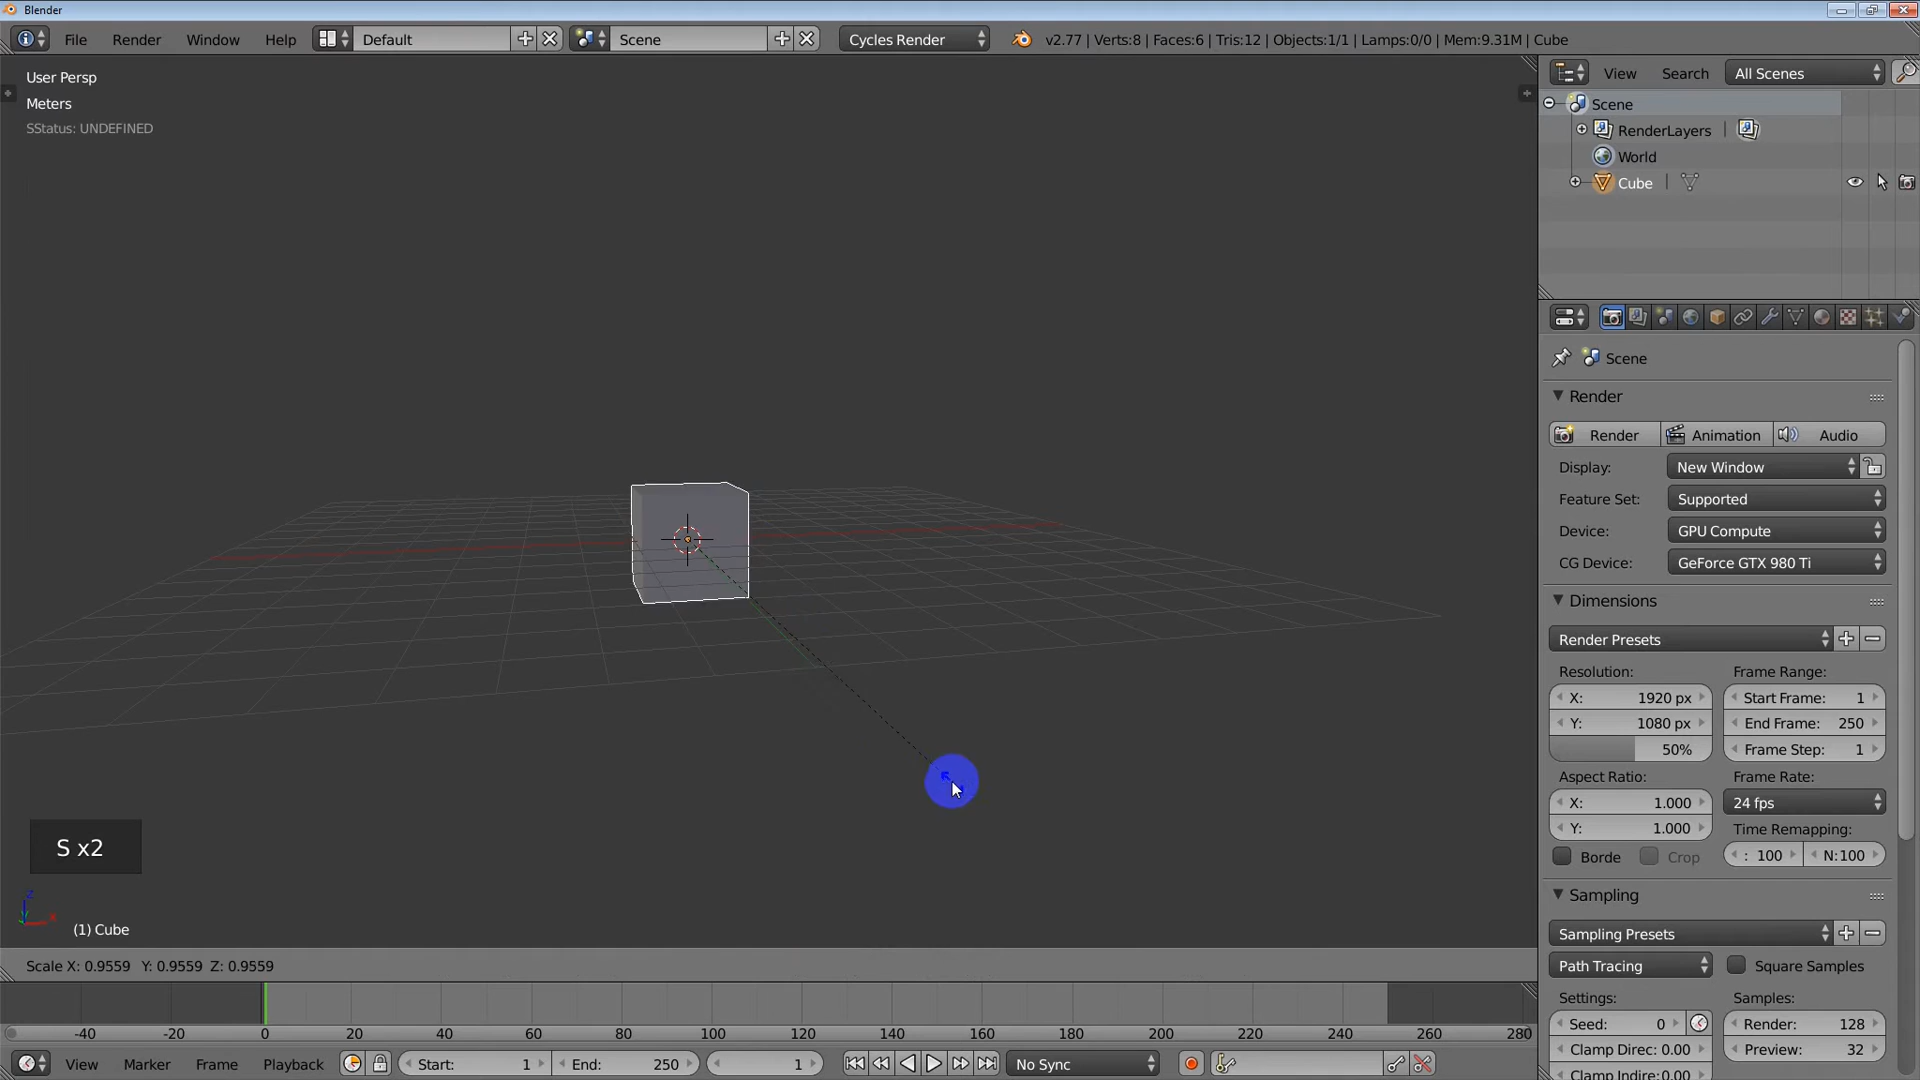 Blender
File Render Window Help Default Scene Cycles Render v2.77 | Verts:8 | Faces:6 | Tris:12 | Objects:1/1 | Lamps:0/0 | Mem:9.31M | Cube
User Persp
Meters
SStatus: UNDEFINED
S x2
(1) Cube
Scale X: 0.9559 Y: 0.9559 Z: 0.9559
-40 -20 0 20 40 60 80 100 120 140 160 180 200 220 240 260 280
View Marker Frame Playback Start: 1 End: 250 1 No Sync
View Search All Scenes
Scene
RenderLayers
World
Cube
Scene
Render
Render Animation Audio
Display: New Window
Feature Set: Supported
Device: GPU Compute
CG Device: GeForce GTX 980 Ti
Dimensions
Render Presets
Resolution: Frame Range:
X: 1920 px Start Frame: 1
Y: 1080 px End Frame: 250
50% Frame Step: 1
Aspect Ratio: Frame Rate:
X: 1.000 24 fps
Y: 1.000 Time Remapping:
Borde Crop : 100 N:100
Sampling
Sampling Presets
Path Tracing Square Samples
Settings: Samples:
Seed: 0 Render: 128
Clamp Direc: 0.00 Preview: 32
Clamp Indire:0.00